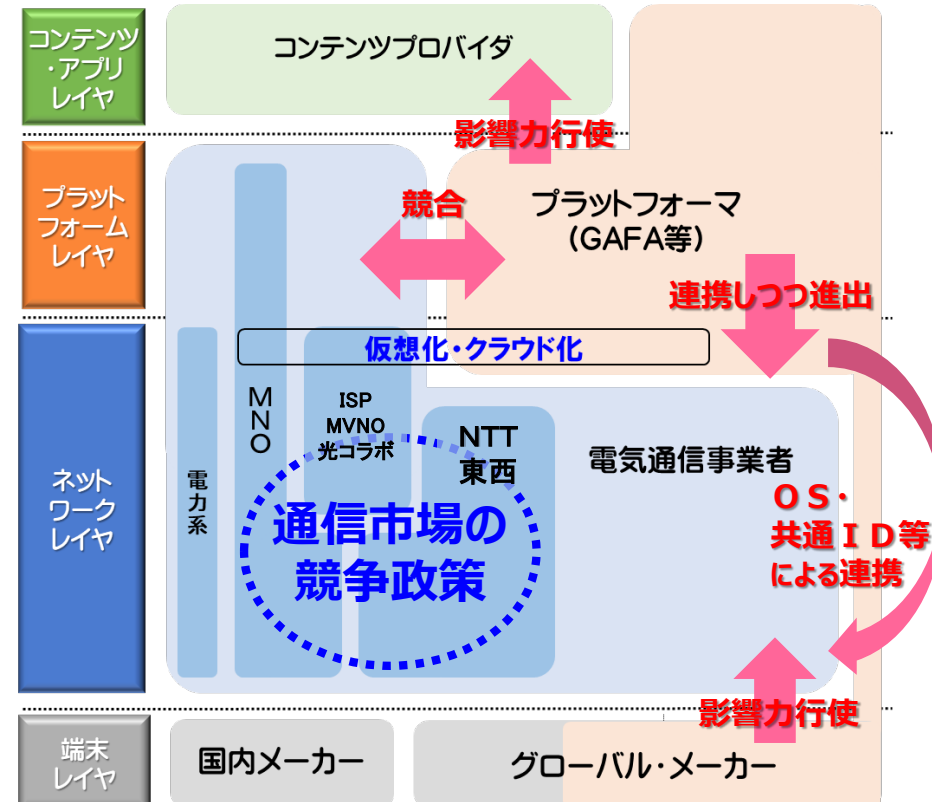 コンテンツ
・アプリ
レイヤ
コンテンツプロバイダ
影響力行使
プラット
フォーム
レイヤ
競合
プラットフォーマ
(GAFA等)
連携しつつ進出
仮想化・クラウド化
ネット
ワーク
レイヤ
電力系
MNO
ISP
MVNO
光コラボ
NTT
東西
電気通信事業者
通信市場の
競争政策
OS・
共通ID等
による連携
影響力行使
端末
レイヤ
国内メーカー
グローバル・メーカー